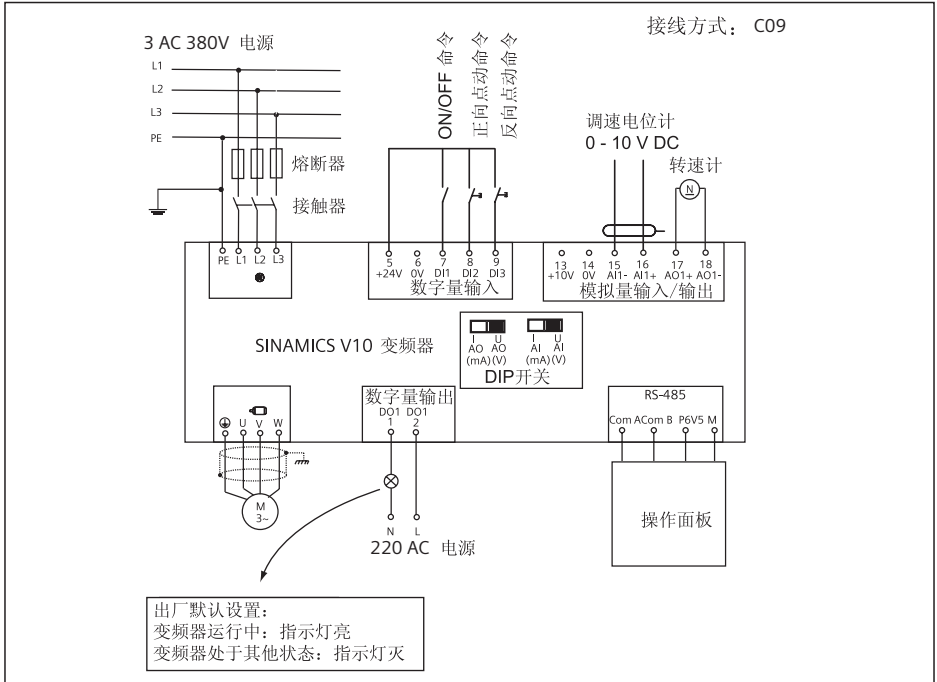 接线方式： C09
3 AC 380V 电源
L1
L2
L3
PE
熔断器
接触器
ON/OFF 命令
正向点动命令
反向点动命令
调速电位计
0 - 10 V DC
转速计
N
PE L1 L2 L3
5 6 7 8 9
+24V 0V DI1 DI2 DI3
数字量输入
13 14 15 16 17 18
+10V 0V AI1- AI1+ AO1+ AO1-
模拟量输入/输出
SINAMICS V10 变频器
I U I U
AO AO AI AI
(mA) (V) (mA) (V)
DIP开关
U V W
数字量输出
DO1 DO1
1 2
RS-485
Com A Com B P6V5 M
M
3~
N L
220 AC 电源
操作面板
出厂默认设置：
变频器运行中：指示灯亮
变频器处于其他状态：指示灯灭